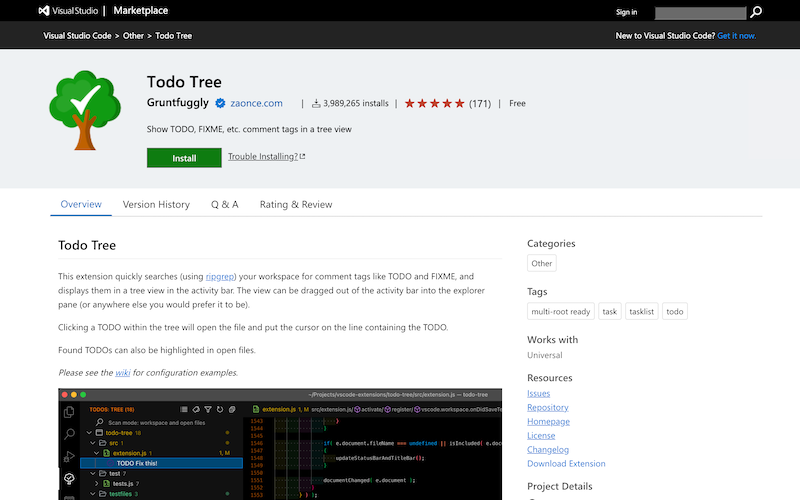 Visual Studio | Marketplace
Sign in
Visual Studio Code > Other > Todo Tree
New to Visual Studio Code? Get it now.
Todo Tree
Gruntfuggly zaonce.com | 3,989,265 installs | (171) | Free
Show TODO, FIXME, etc. comment tags in a tree view
Install Trouble Installing?
Overview Version History Q & A Rating & Review
Todo Tree
This extension quickly searches (using ripgrep) your workspace for comment tags like TODO and FIXME, and
displays them in a tree view in the activity bar. The view can be dragged out of the activity bar into the explorer
pane (or anywhere else you would prefer it to be).
Clicking a TODO within the tree will open the file and put the cursor on the line containing the TODO.
Found TODOs can also be highlighted in open files.
Please see the wiki for configuration examples.
~/Projects/vscode-extensions/todo-tree/src/extension.js — todo-tree
TODOS: TREE (18)
Scan mode: workspace and open files
todo-tree 18
src 1
extension.js 1 1, M
TODO Fix this!
test 7
tests.js 7
testfiles 3
extension.js 1, M src/extension.js/activate/register/vscode.workspace.onDidSaveTe
1543 }
1544 }
1545
1546 if( e.document.fileName === undefined || isIncluded( e.doc
1547 {
1548 updateStatusBarAndTitleBar();
1549 }
1550
1551 documentChanged( e.document );
1552 }
1553 } ) );
Categories
Other
Tags
multi-root ready task tasklist todo
Works with
Universal
Resources
Issues
Repository
Homepage
License
Changelog
Download Extension
Project Details